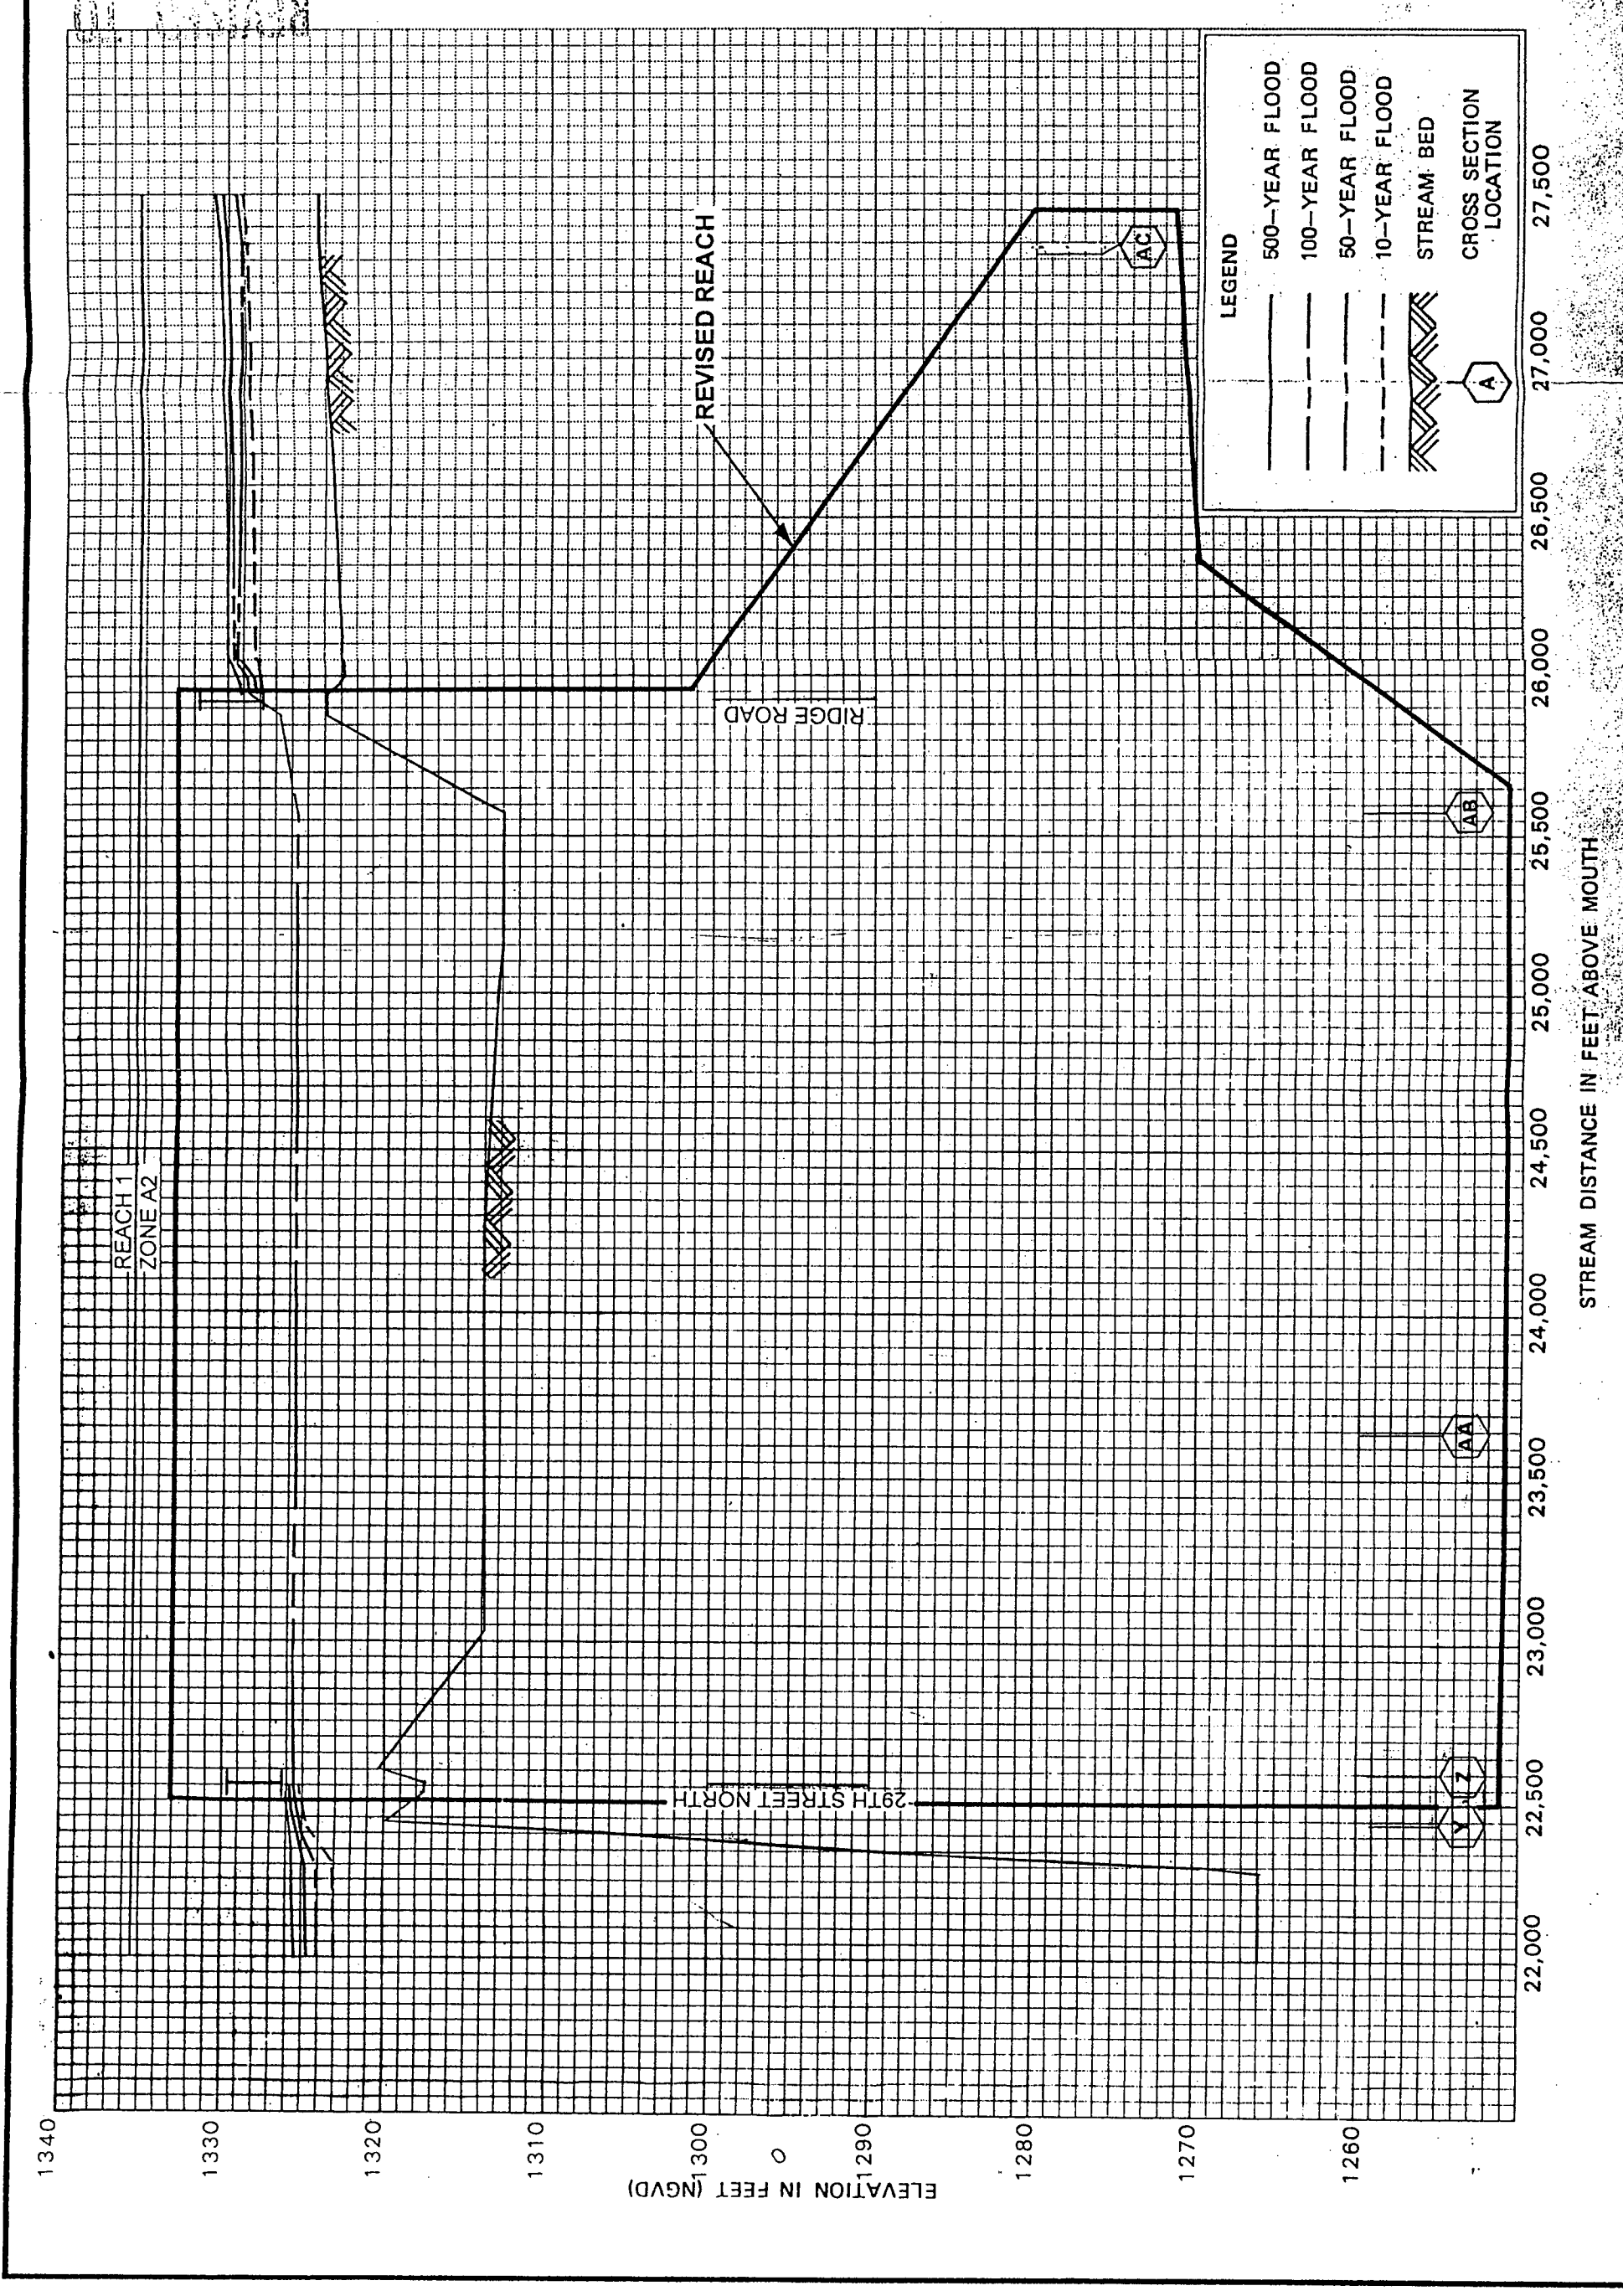 REACH 1
ZONE A2
REVISED REACH
RIDGE ROAD
29TH STREET NORTH
LEGEND
500-YEAR FLOOD
100-YEAR FLOOD
50-YEAR FLOOD
10-YEAR FLOOD
STREAM BED
CROSS SECTION
LOCATION
A
Y
Z
AA
AB
AC
1340
1330
1320
1310
1300
1290
1280
1270
1260
ELEVATION IN FEET (NGVD)
22,000
22,500
23,000
23,500
24,000
24,500
25,000
25,500
26,000
26,500
27,000
27,500
STREAM DISTANCE IN FEET ABOVE MOUTH